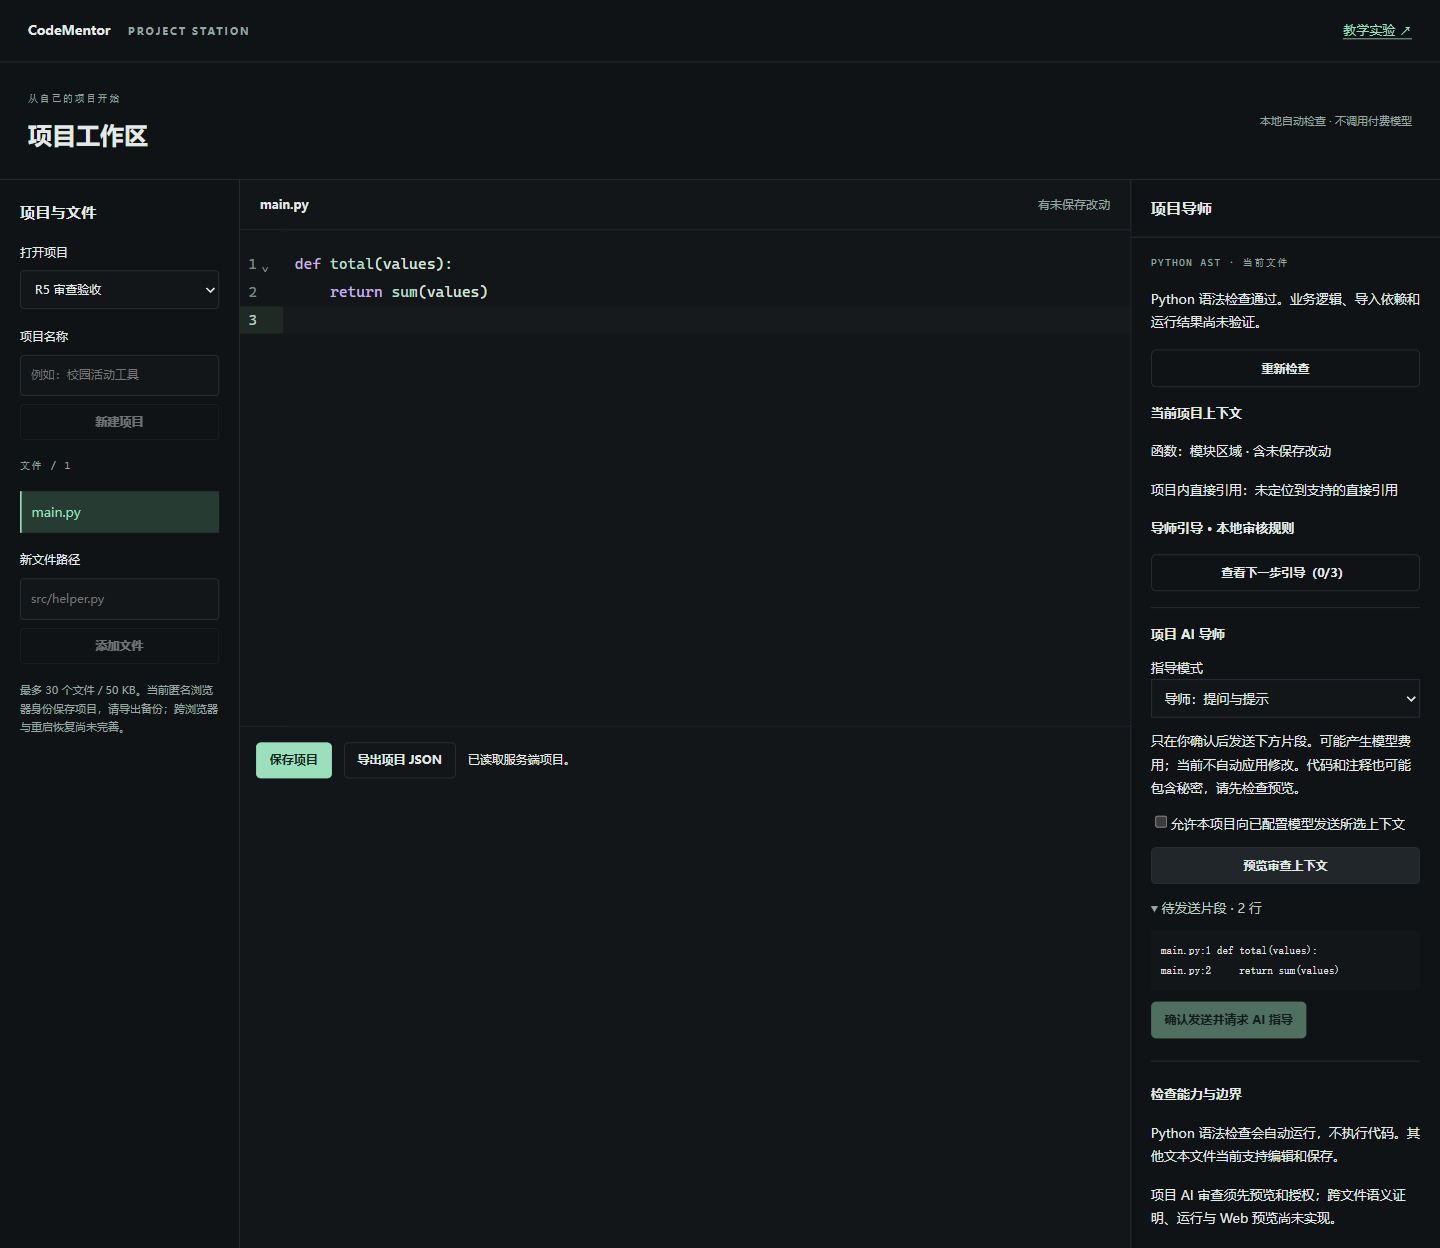 CodeMentor PROJECT STATION
教学实验 ↗
从自己的项目开始
项目工作区
本地自动检查 · 不调用付费模型
项目与文件
打开项目
R5 审查验收
项目名称
例如：校园活动工具
新建项目
文件 / 1
main.py
新文件路径
src/helper.py
添加文件
最多 30 个文件 / 50 KB。当前匿名浏览
器身份保存项目，请导出备份；跨浏览器
与重启恢复尚未完善。
main.py
有未保存改动
1 def total(values):
2 return sum(values)
3
保存项目
导出项目 JSON
已读取服务端项目。
项目导师
PYTHON AST · 当前文件
Python 语法检查通过。业务逻辑、导入依赖和
运行结果尚未验证。
重新检查
当前项目上下文
函数：模块区域 · 含未保存改动
项目内直接引用：未定位到支持的直接引用
导师引导 • 本地审核规则
查看下一步引导（0/3）
项目 AI 导师
指导模式
导师：提问与提示
只在你确认后发送下方片段。可能产生模型费
用；当前不自动应用修改。代码和注释也可能
包含秘密，请先检查预览。
允许本项目向已配置模型发送所选上下文
预览审查上下文
▾ 待发送片段 · 2 行
main.py:1 def total(values):
main.py:2     return sum(values)
确认发送并请求 AI 指导
检查能力与边界
Python 语法检查会自动运行，不执行代码。其
他文本文件当前支持编辑和保存。
项目 AI 审查须先预览和授权；跨文件语义证
明、运行与 Web 预览尚未实现。